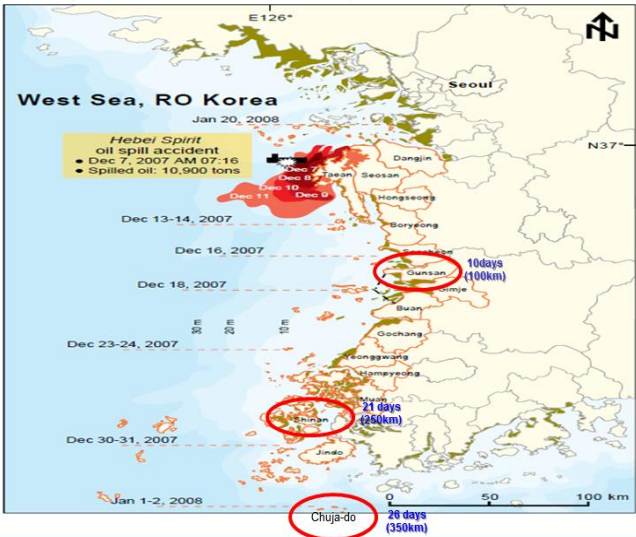 E126°
N
Seoul
West Sea, RO Korea
Jan 20, 2008
Hebei Spirit
oil spill accident
• Dec 7, 2007 AM 07:16
• Spilled oil: 10,900 tons
N37°
Dangjin
Dec 7
Dec 8
Taean
Seosan
Dec 10
Dec 11
Dec 9
Hongseong
Dec 13-14, 2007
Boryeong
Dec 16, 2007
Seocheon
10days
(100km)
Gunsan
Dec 18, 2007
Gimje
Buan
30 m
20 m
10 m
Gochang
Dec 23-24, 2007
Yeonggwang
Hampyeong
Muan
21 days
(250km)
Shinan
Dec 30-31, 2007
Jindo
Jan 1-2, 2008
0 50 100 km
Chuja-do
26 days
(350km)